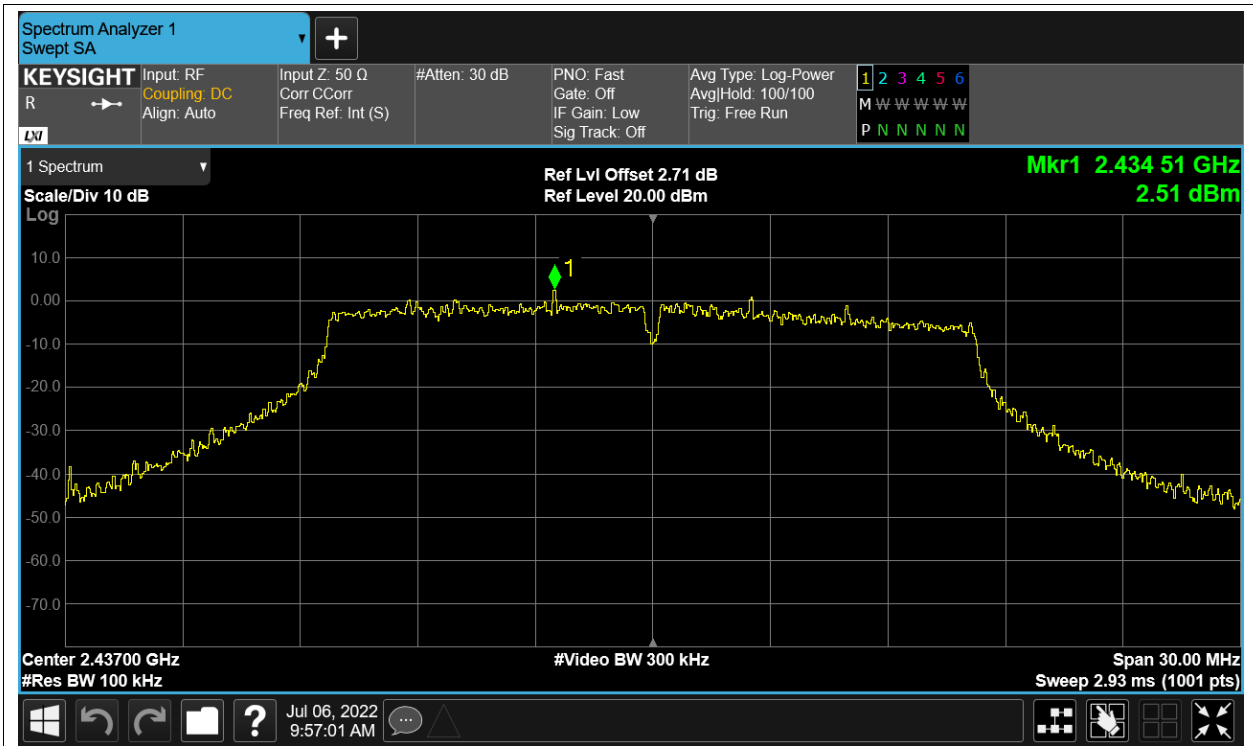 Spectrum Analyzer 1
Swept SA
+
KEYSIGHT
R
LXI
Input: RF
Coupling: DC
Align: Auto
Input Z: 50 Ω
Corr CCorr
Freq Ref: Int (S)
#Atten: 30 dB
PNO: Fast
Gate: Off
IF Gain: Low
Sig Track: Off
Avg Type: Log-Power
Avg|Hold: 100/100
Trig: Free Run
1 2 3 4 5 6
M W W W W W
P N N N N N
1 Spectrum
Scale/Div 10 dB
Ref Lvl Offset 2.71 dB
Ref Level 20.00 dBm
Mkr1 2.434 51 GHz
2.51 dBm
Log
1
10.0
0.00
-10.0
-20.0
-30.0
-40.0
-50.0
-60.0
-70.0
Center 2.43700 GHz
#Res BW 100 kHz
#Video BW 300 kHz
Span 30.00 MHz
Sweep 2.93 ms (1001 pts)
?
Jul 06, 2022
9:57:01 AM